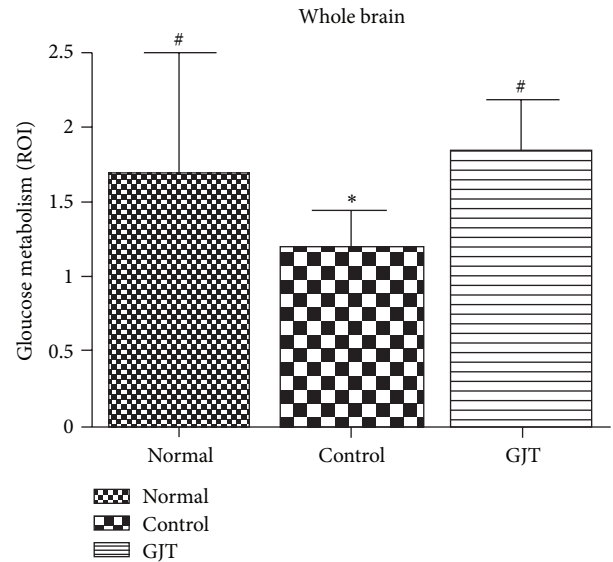 Whole brain
Gloucose metabolism (ROI)
2.5
2
1.5
1
0.5
0
#
*
#
Normal
Control
GJT
Normal
Control
GJT